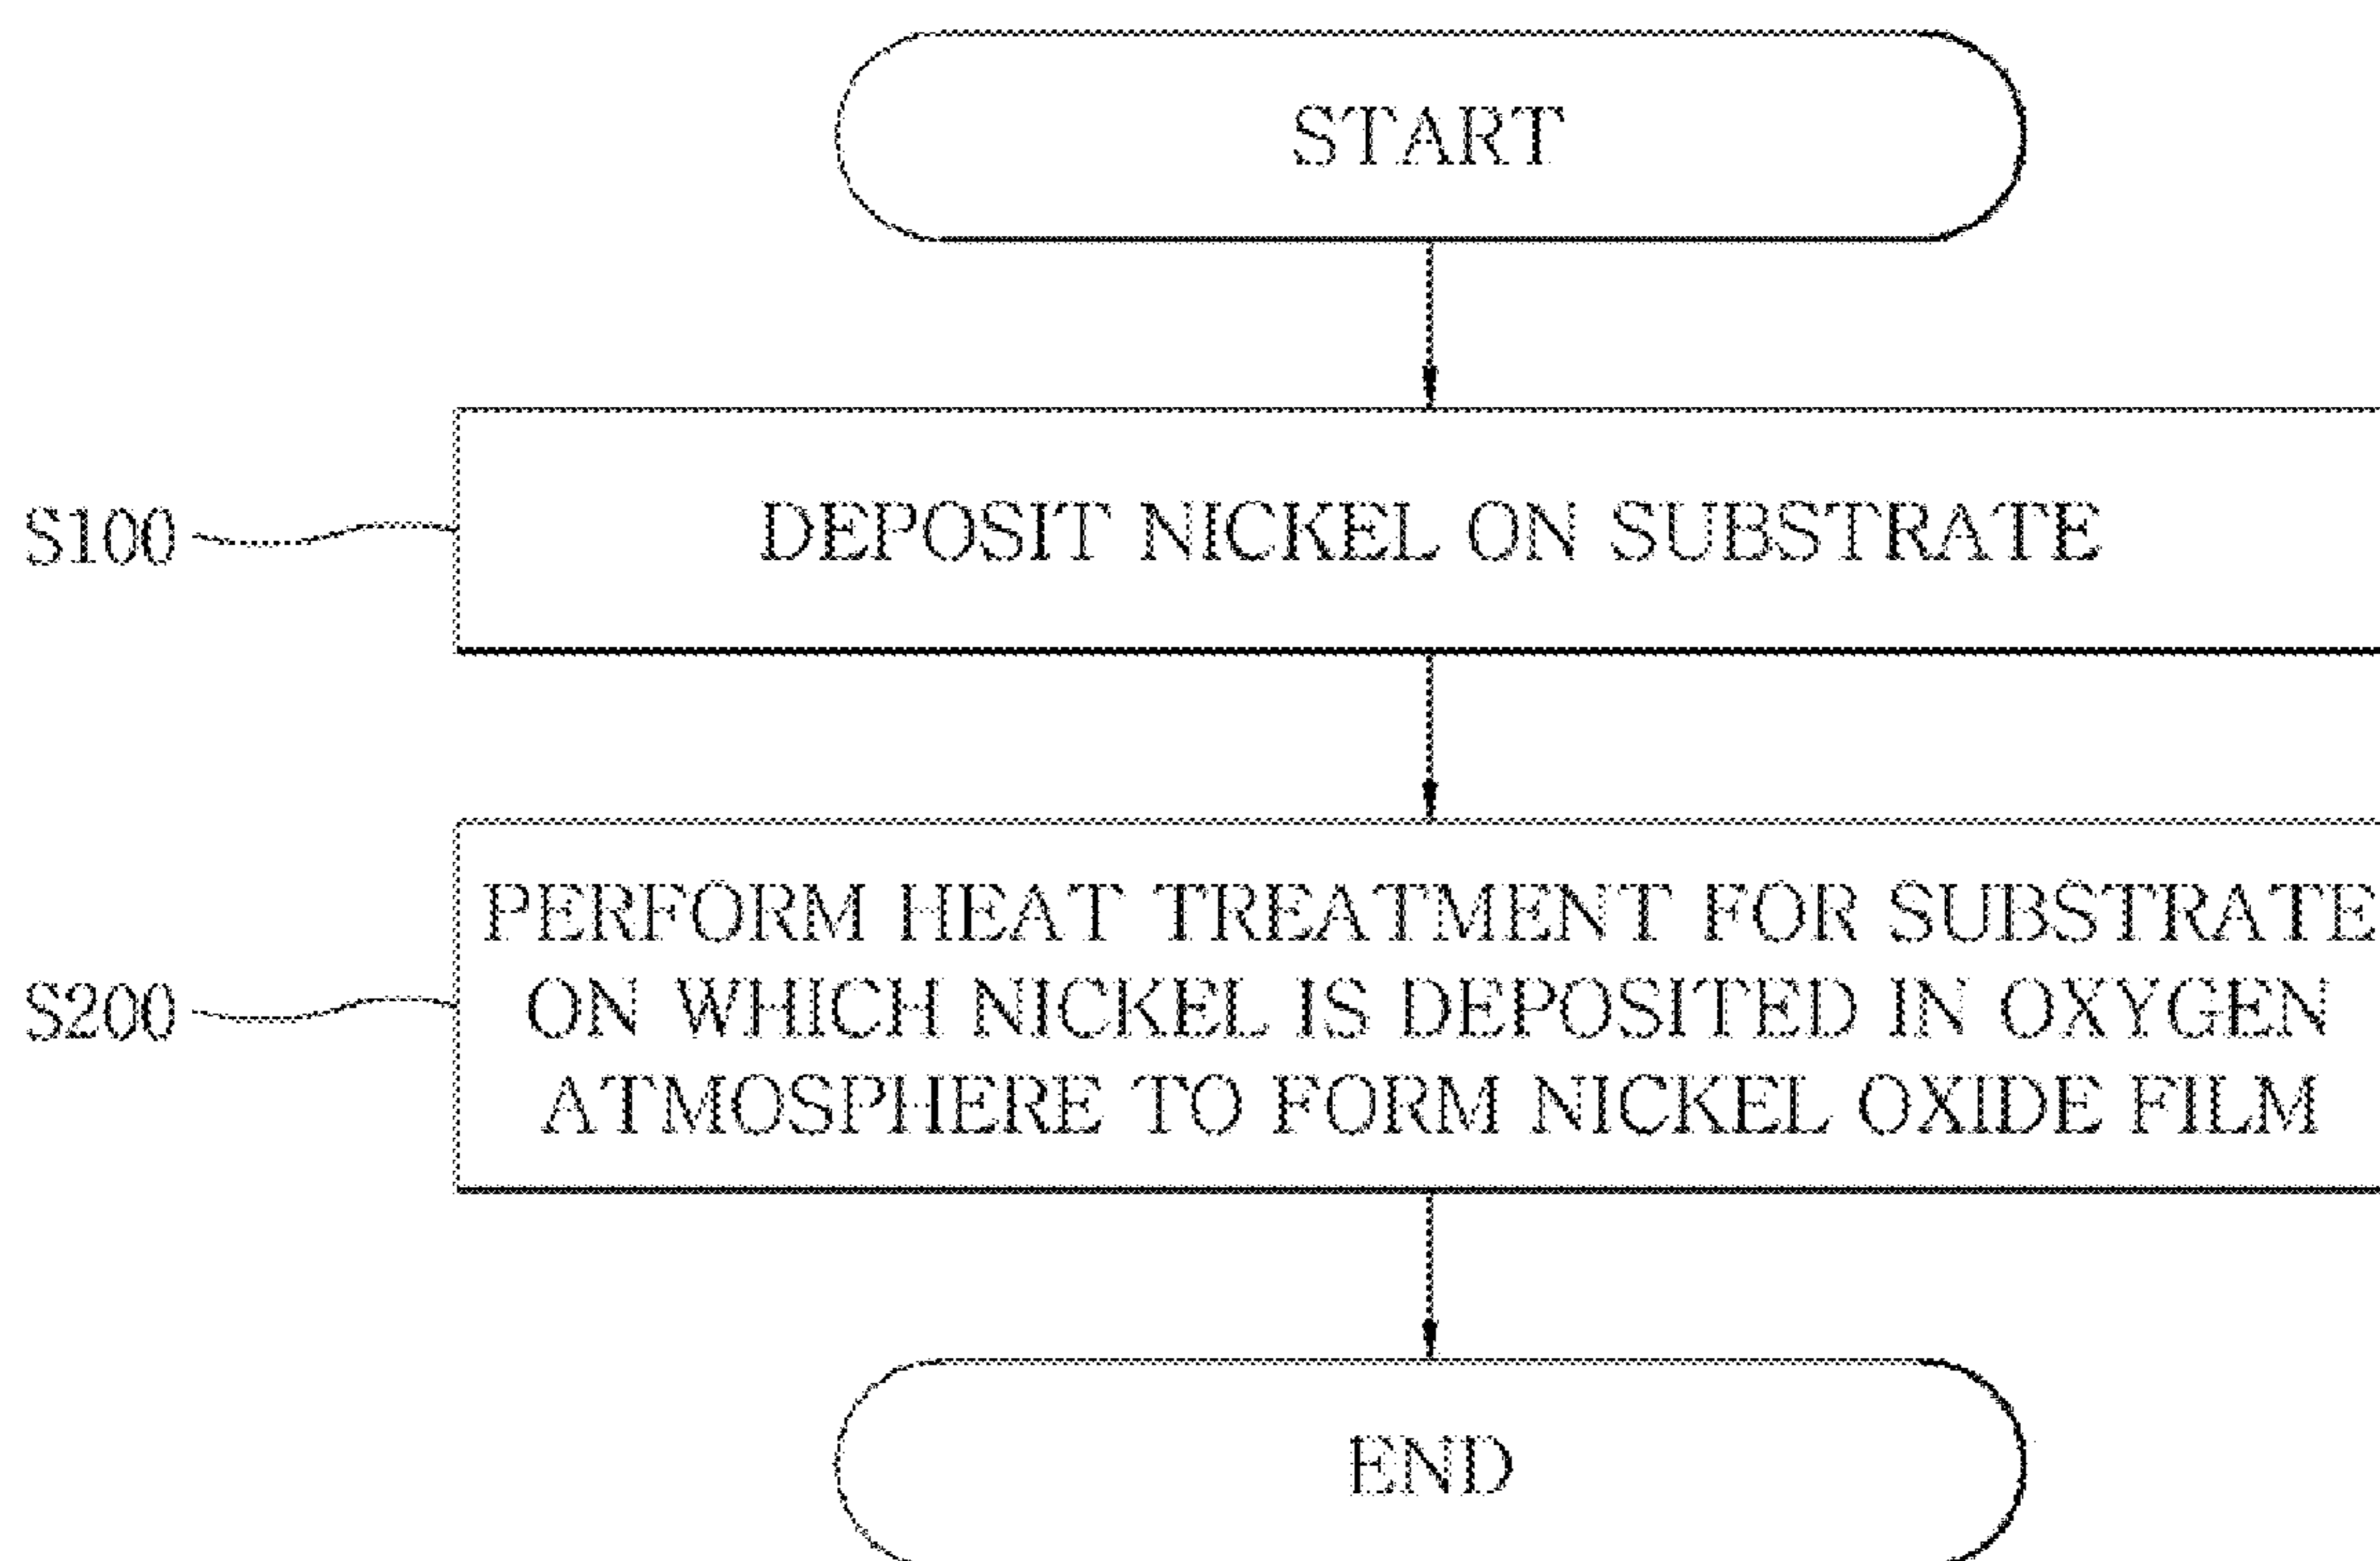 START
S100
DEPOSIT NICKEL ON SUBSTRATE
S200
PERFORM HEAT TREATMENT FOR SUBSTRATE
ON WHICH NICKEL IS DEPOSITED IN OXYGEN
ATMOSPHERE TO FORM NICKEL OXIDE FILM
END